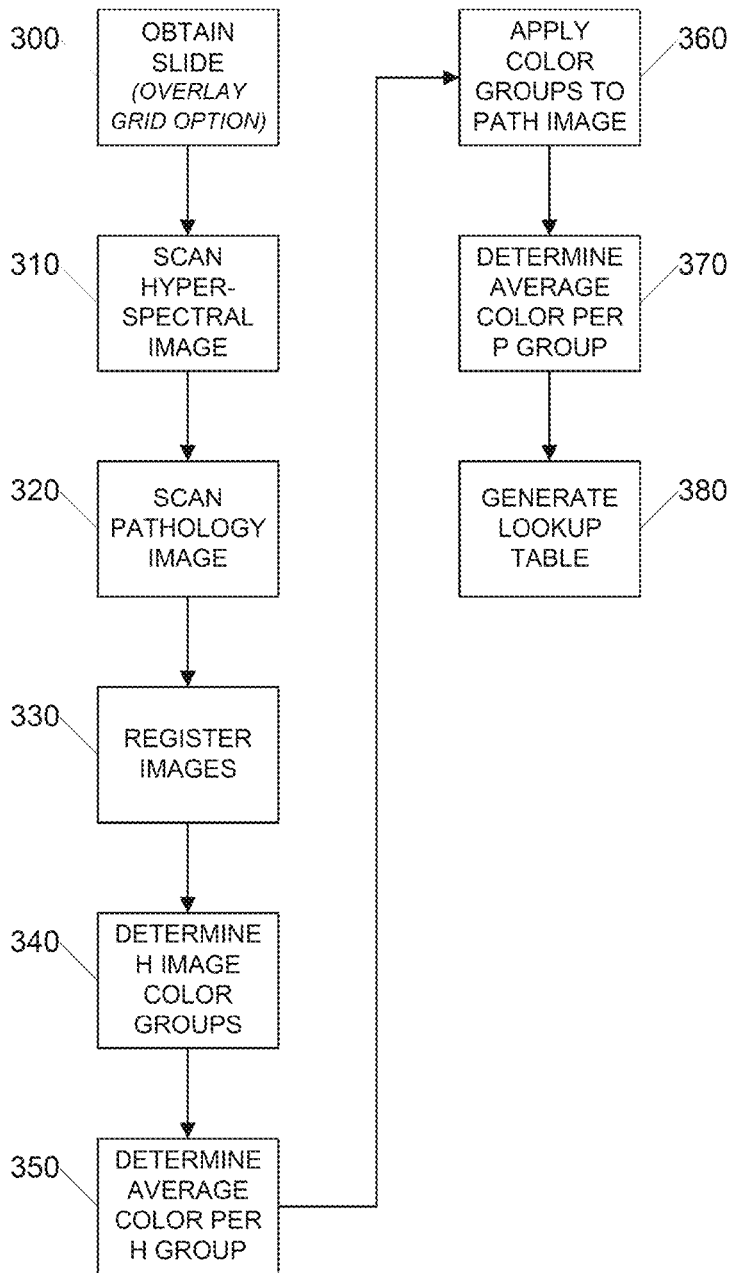 300
OBTAIN
SLIDE
(OVERLAY
GRID OPTION)
310
SCAN
HYPER-
SPECTRAL
IMAGE
320
SCAN
PATHOLOGY
IMAGE
330
REGISTER
IMAGES
340
DETERMINE
H IMAGE
COLOR
GROUPS
350
DETERMINE
AVERAGE
COLOR PER
H GROUP
360
APPLY
COLOR
GROUPS TO
PATH IMAGE
370
DETERMINE
AVERAGE
COLOR PER
P GROUP
380
GENERATE
LOOKUP
TABLE